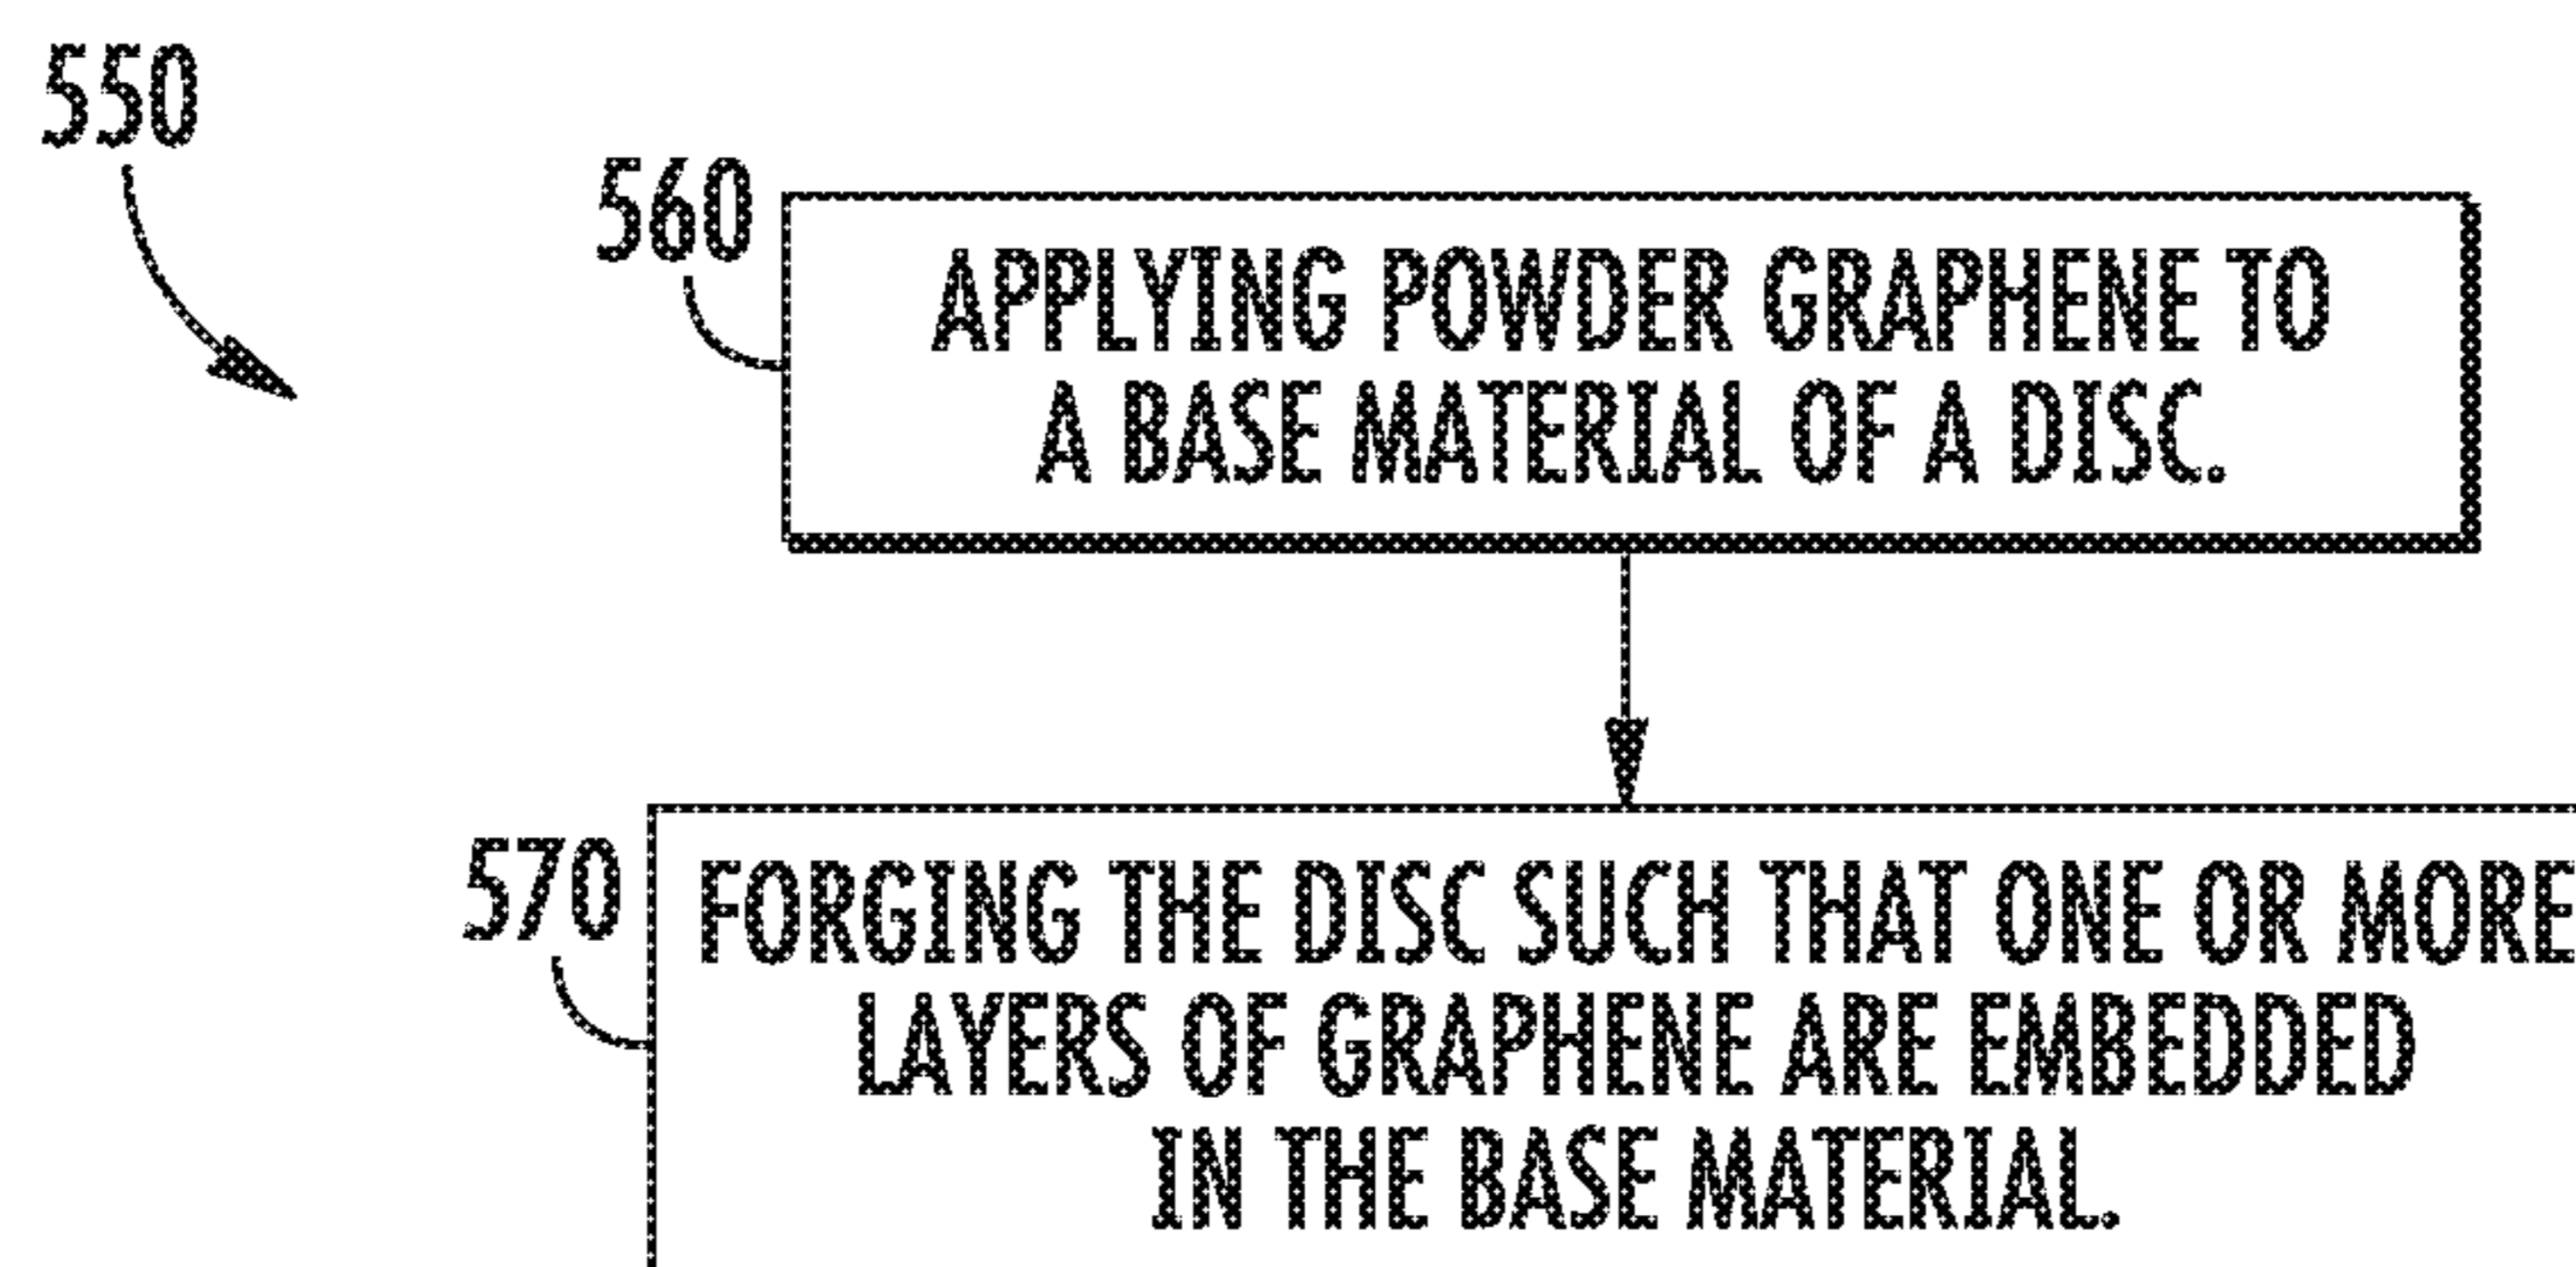 550
560
APPLYING POWDER GRAPHENE TO
A BASE MATERIAL OF A DISC.
570
FORGING THE DISC SUCH THAT ONE OR MORE
LAYERS OF GRAPHENE ARE EMBEDDED
IN THE BASE MATERIAL.